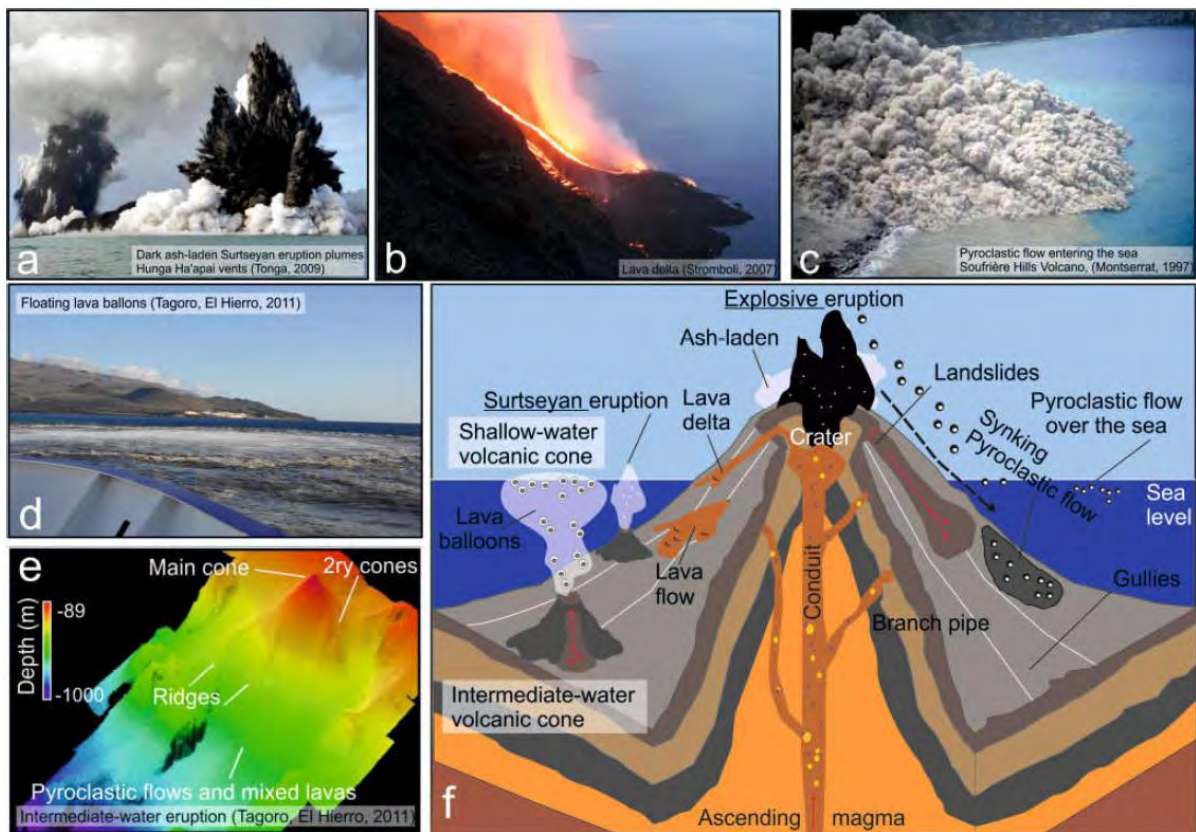 a
Dark ash-laden Surtseyan eruption plumes
Hunga Ha'apai vents (Tonga, 2009)
b
Lava della (Stromboli, 2007)
c
Pyroclastic flow entering the sea
Soufrière Hills Volcano, (Montserrat, 1997)
Floating lava ballons (Tagoro, El Hierro, 2011)
d
e
Main cone
2ry cones
Depth (m)
-89
-1000
Ridges
Pyroclastic flows and mixed lavas
Intermediate-water eruption (Tagoro, El Hierro, 2011)
Explosive eruption
Ash-laden
Landslides
Lava
delta
Pyroclastic flow
over the sea
Surtseyan eruption
Crater
Synking
Pyroclastic flow
Shallow-water
volcanic cone
Sea
level
Lava
balloons
Lava
flow
Conduit
Gullies
Branch pipe
Intermediate-water
volcanic cone
f
Ascending magma